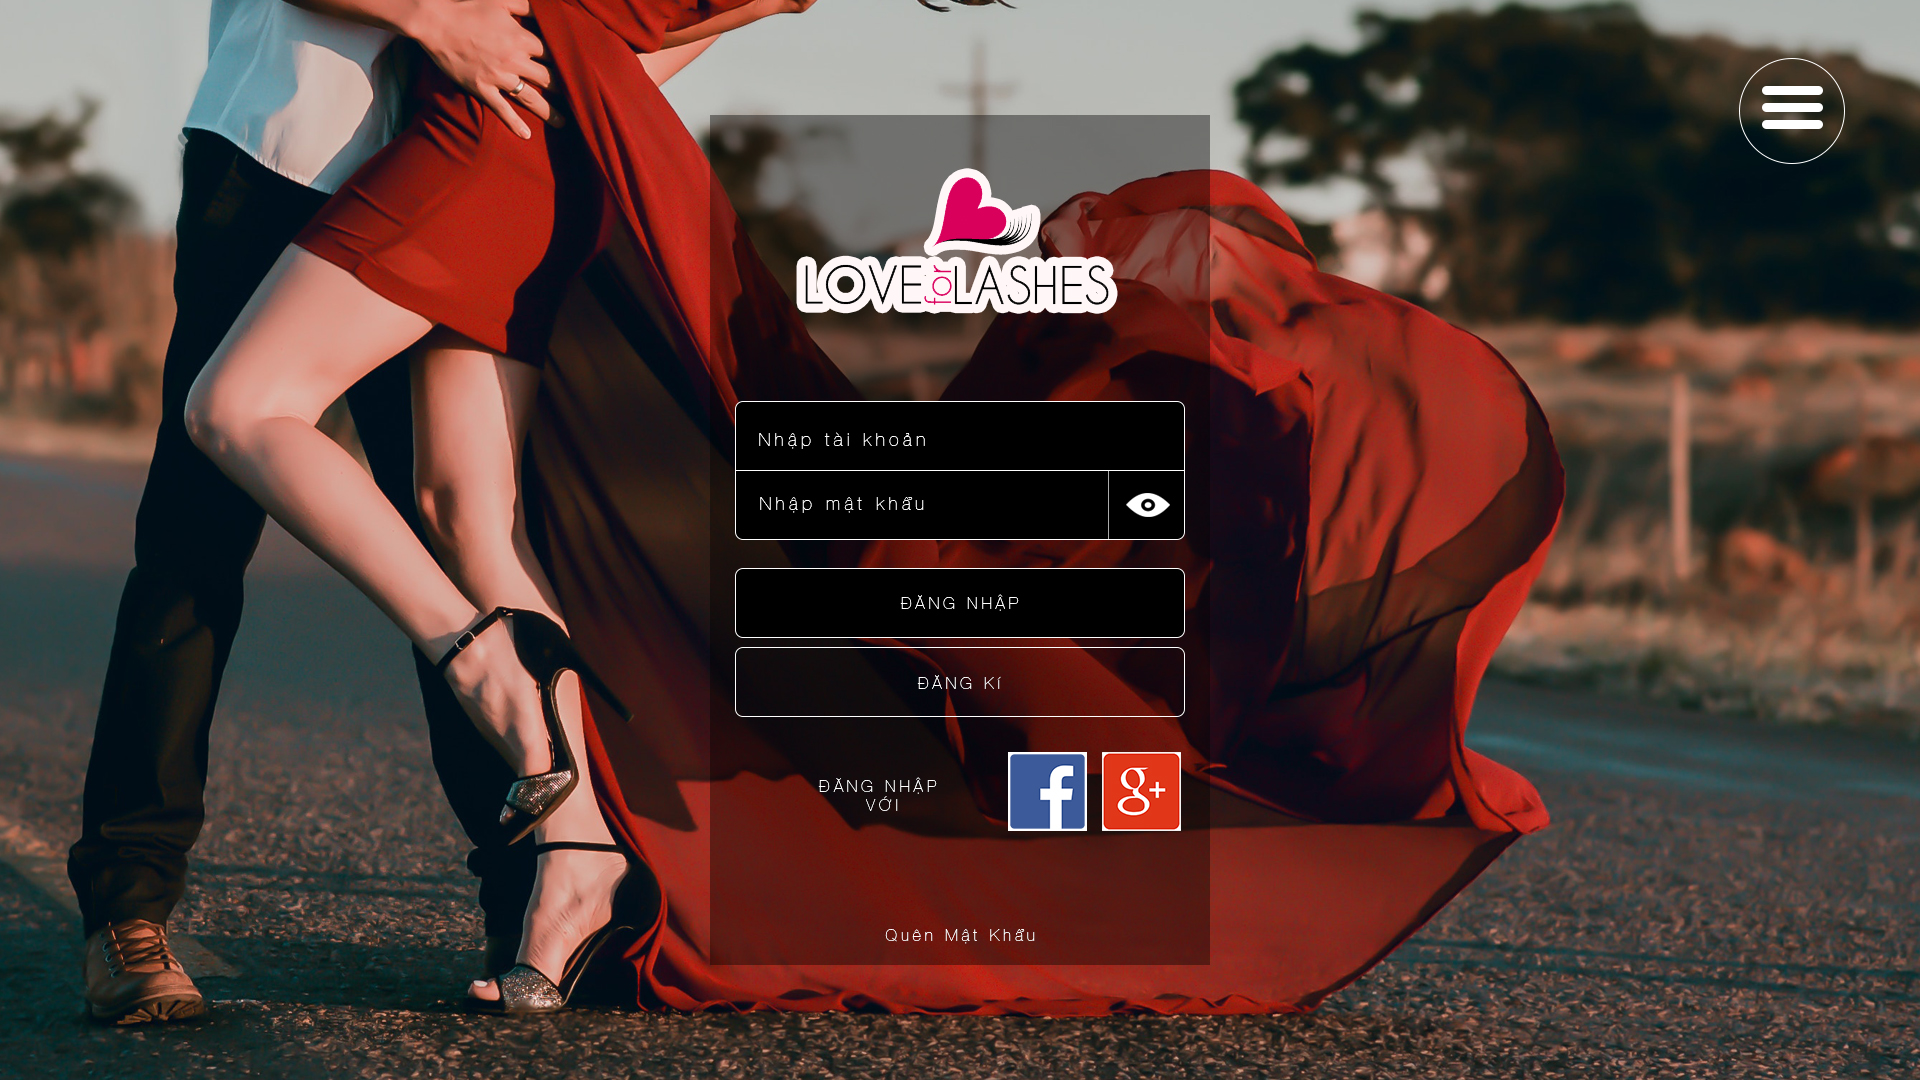 LOVE for LASHES
Nhập tài khoản
Nhập mật khẩu
ĐĂNG NHẬP
ĐĂNG KÍ
ĐĂNG NHẬP
VỚI
f
g+
Quên Mật Khẩu